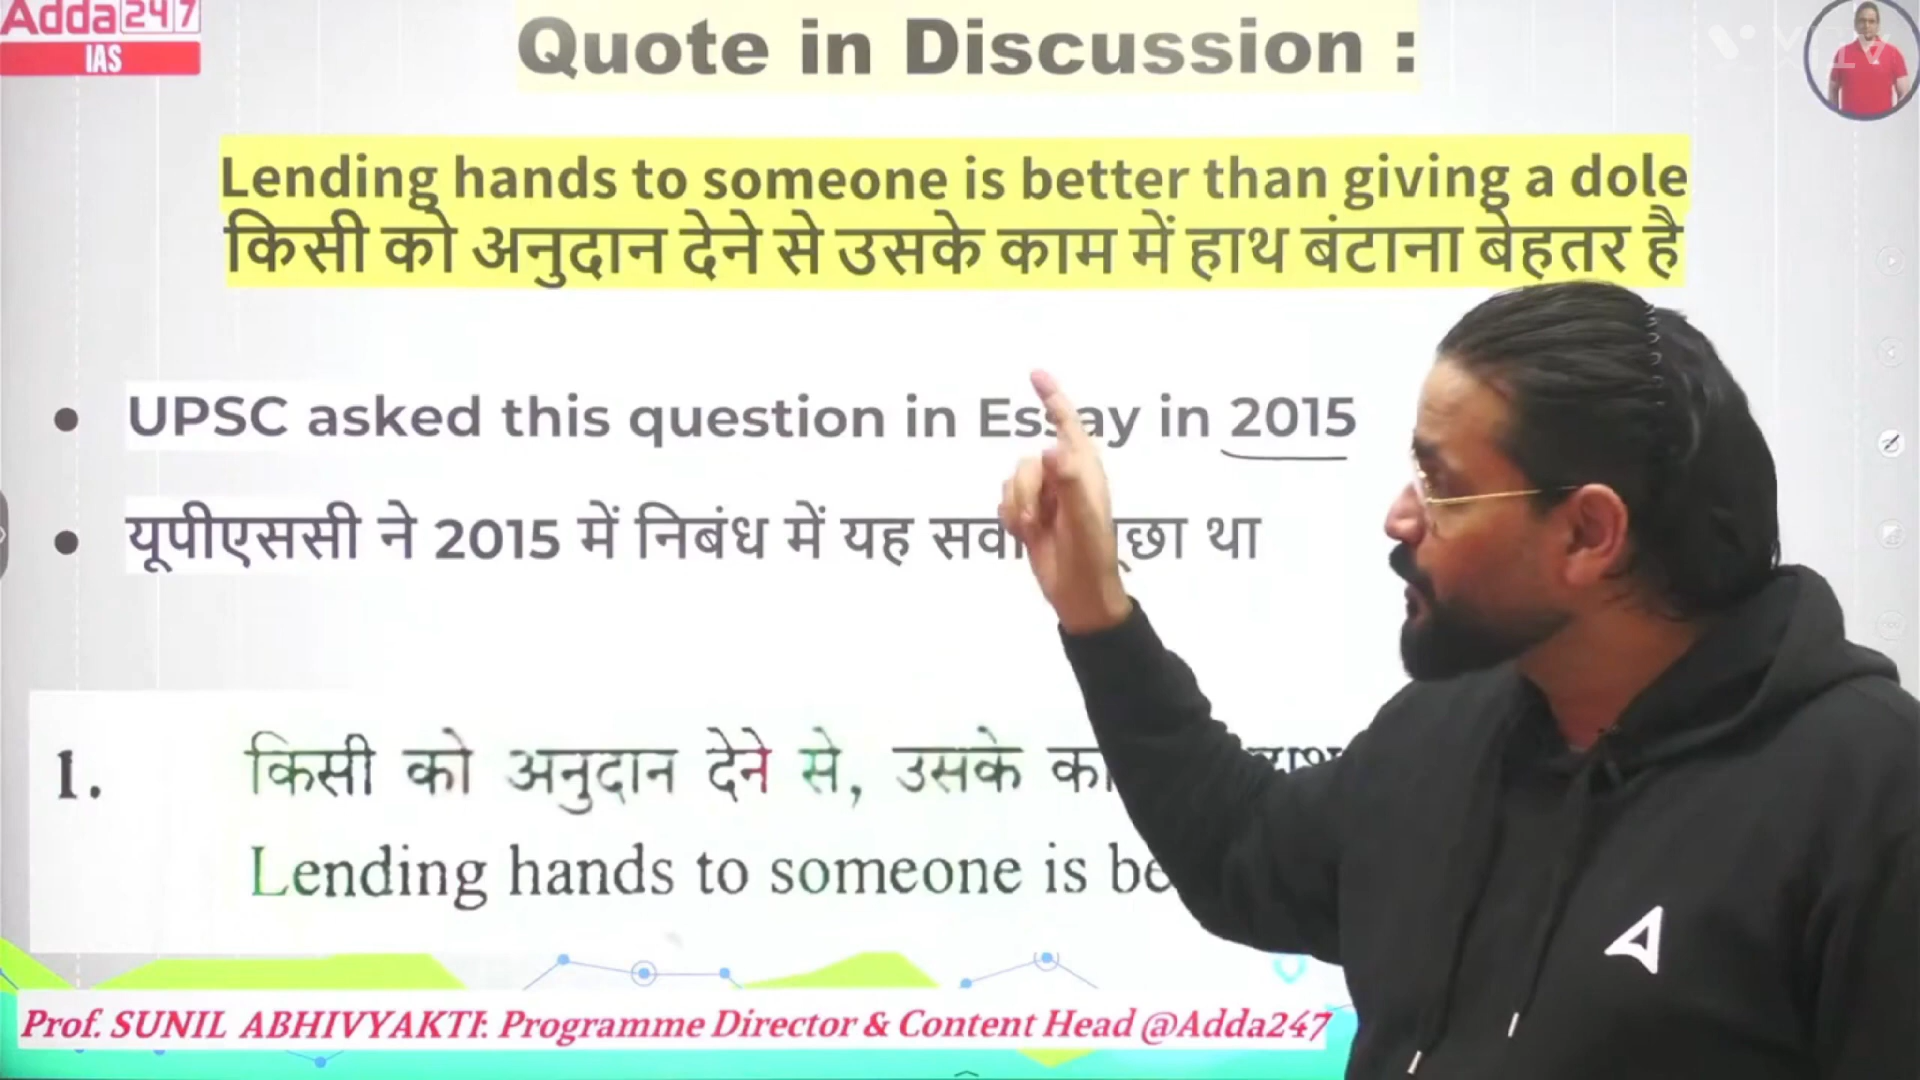 Adda247
IAS
Quote in Discussion :
Lending hands to someone is better than giving a dole
किसी को अनुदान देने से उसके काम में हाथ बंटाना बेहतर है
• UPSC asked this question in Essay in 2015
• यूपीएससी ने 2015 में निबंध में यह था
1. किसी को अनुदान देने से, उसके
Lending hands to someone is
Prof. SUNIL ABHIVYAKTI: Programme Director & Content Head @Adda247